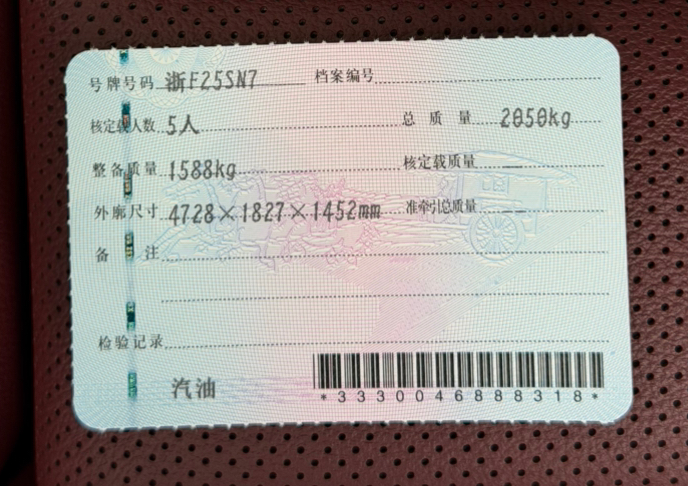 号牌号码 浙F25SN7 档案编号
核定载人数 5人 总质量 2050kg
整备质量 1588kg 核定载质量
外廓尺寸 4728×1827×1452mm 准牵引总质量
备注
检验记录
汽油
*3330046888318*